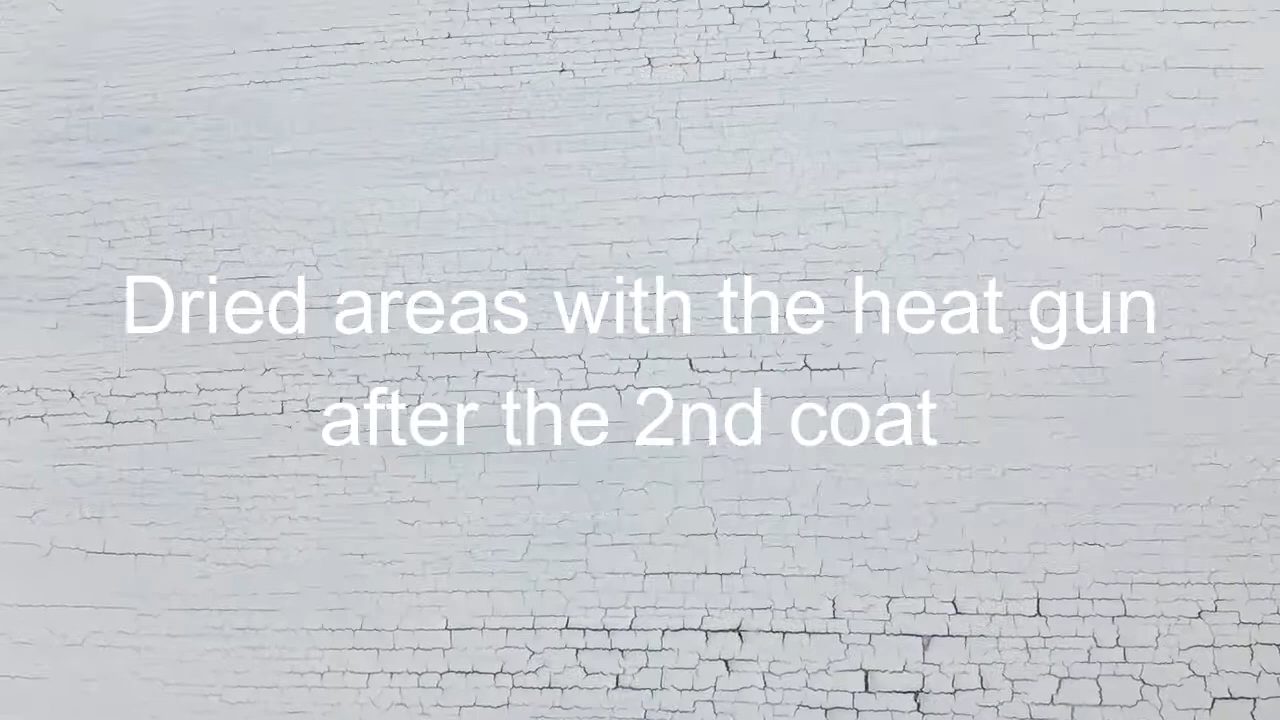 Dried areas with the heat gun
after the 2nd coat